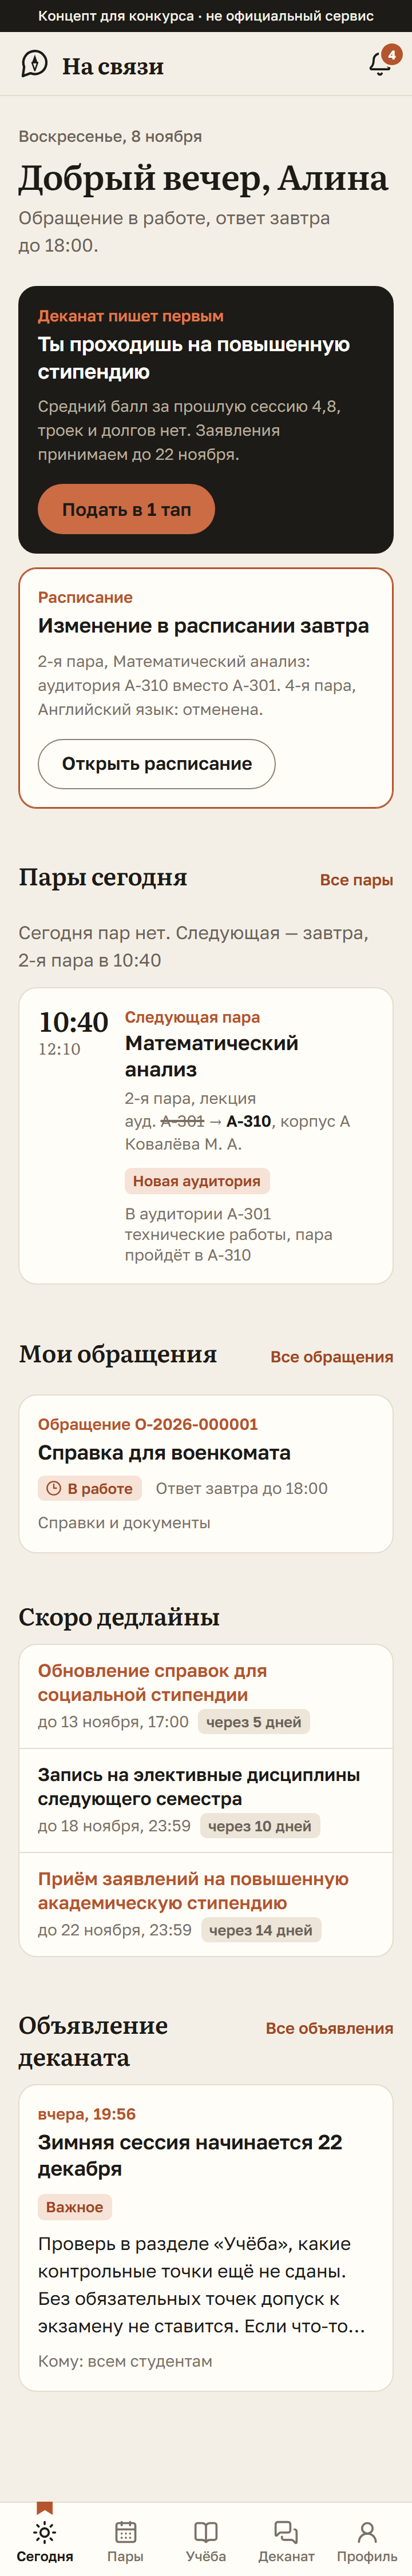 Концепт для конкурса · не официальный сервис
На связи
4
Воскресенье, 8 ноября
Добрый вечер, Алина
Обращение в работе, ответ завтра
до 18:00.
Деканат пишет первым
Ты проходишь на повышенную
стипендию
Средний балл за прошлую сессию 4,8,
троек и долгов нет. Заявления
принимаем до 22 ноября.
Подать в 1 тап
Расписание
Изменение в расписании завтра
2-я пара, Математический анализ:
аудитория А-310 вместо А-301. 4-я пара,
Английский язык: отменена.
Открыть расписание
Пары сегодня
Все пары
Сегодня пар нет. Следующая — завтра,
2-я пара в 10:40
10:40
12:10
Следующая пара
Математический
анализ
2-я пара, лекция
ауд. А-301 → А-310, корпус А
Ковалёва М. А.
Новая аудитория
В аудитории А-301
технические работы, пара
пройдёт в А-310
Мои обращения
Все обращения
Обращение О-2026-000001
Справка для военкомата
В работе
Ответ завтра до 18:00
Справки и документы
Скоро дедлайны
Обновление справок для
социальной стипендии
до 13 ноября, 17:00 через 5 дней
Запись на элективные дисциплины
следующего семестра
до 18 ноября, 23:59 через 10 дней
Приём заявлений на повышенную
академическую стипендию
до 22 ноября, 23:59 через 14 дней
Объявление
деканата
Все объявления
вчера, 19:56
Зимняя сессия начинается 22
декабря
Важное
Проверь в разделе «Учёба», какие
контрольные точки ещё не сданы.
Без обязательных точек допуск к
экзамену не ставится. Если что-то...
Кому: всем студентам
Сегодня
Пары
Учёба
Деканат
Профиль